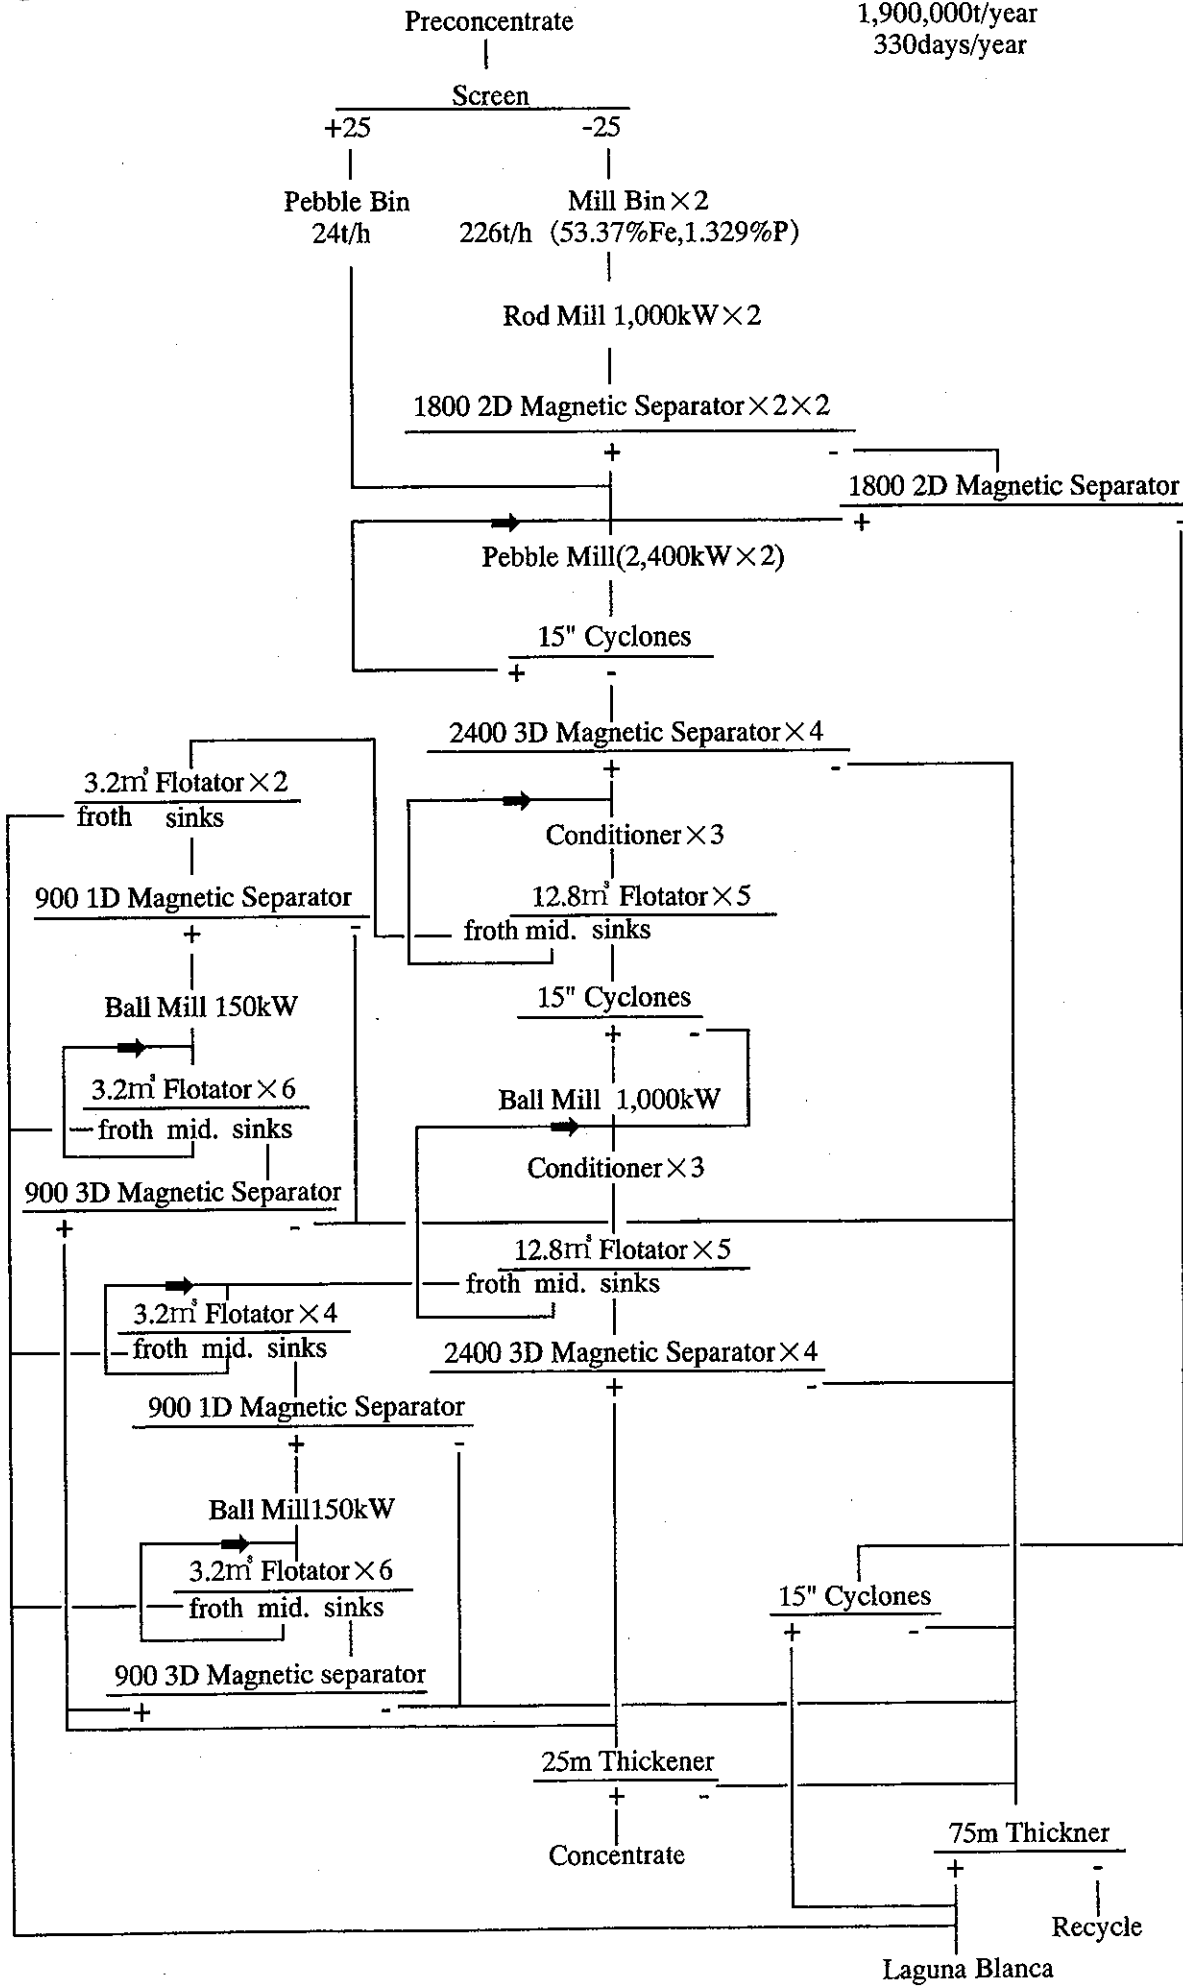 Preconcentrate
1,900,000t/year
330days/year
Screen
+25 -25
Pebble Bin
24t/h
Mill Bin×2
226t/h (53.37%Fe,1.329%P)
Rod Mill 1,000kW×2
1800 2D Magnetic Separator×2×2
+ -
1800 2D Magnetic Separator
+ -
Pebble Mill(2,400kW×2)
15" Cyclones
+ -
2400 3D Magnetic Separator×4
+ -
3.2m³ Flotator×2
froth sinks
Conditioner×3
900 1D Magnetic Separator
+ -
12.8m³ Flotator×5
froth mid. sinks
Ball Mill 150kW
15" Cyclones
+ -
3.2m³ Flotator×6
froth mid. sinks
Ball Mill 1,000kW
Conditioner×3
900 3D Magnetic Separator
+ -
12.8m³ Flotator×5
froth mid. sinks
3.2m³ Flotator×4
froth mid. sinks
2400 3D Magnetic Separator×4
+ -
900 1D Magnetic Separator
+ -
Ball Mill150kW
3.2m³ Flotator×6
froth mid. sinks
15" Cyclones
+ -
900 3D Magnetic separator
+ -
25m Thickener
+ -
Concentrate
75m Thickner
+ -
Recycle
Laguna Blanca